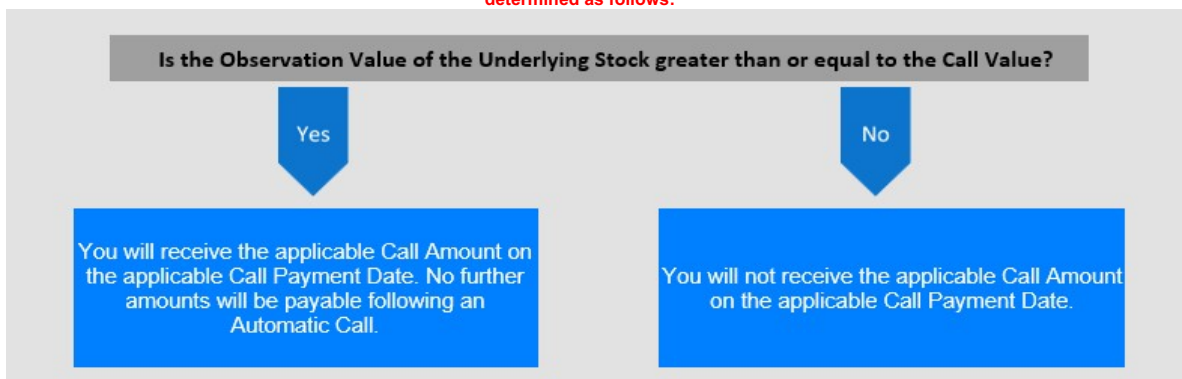 determined as follows:
Is the Observation Value of the Underlying Stock greater than or equal to the Call Value?
Yes
No
You will receive the applicable Call Amount on
the applicable Call Payment Date. No further
amounts will be payable following an
Automatic Call.
You will not receive the applicable Call Amount
on the applicable Call Payment Date.